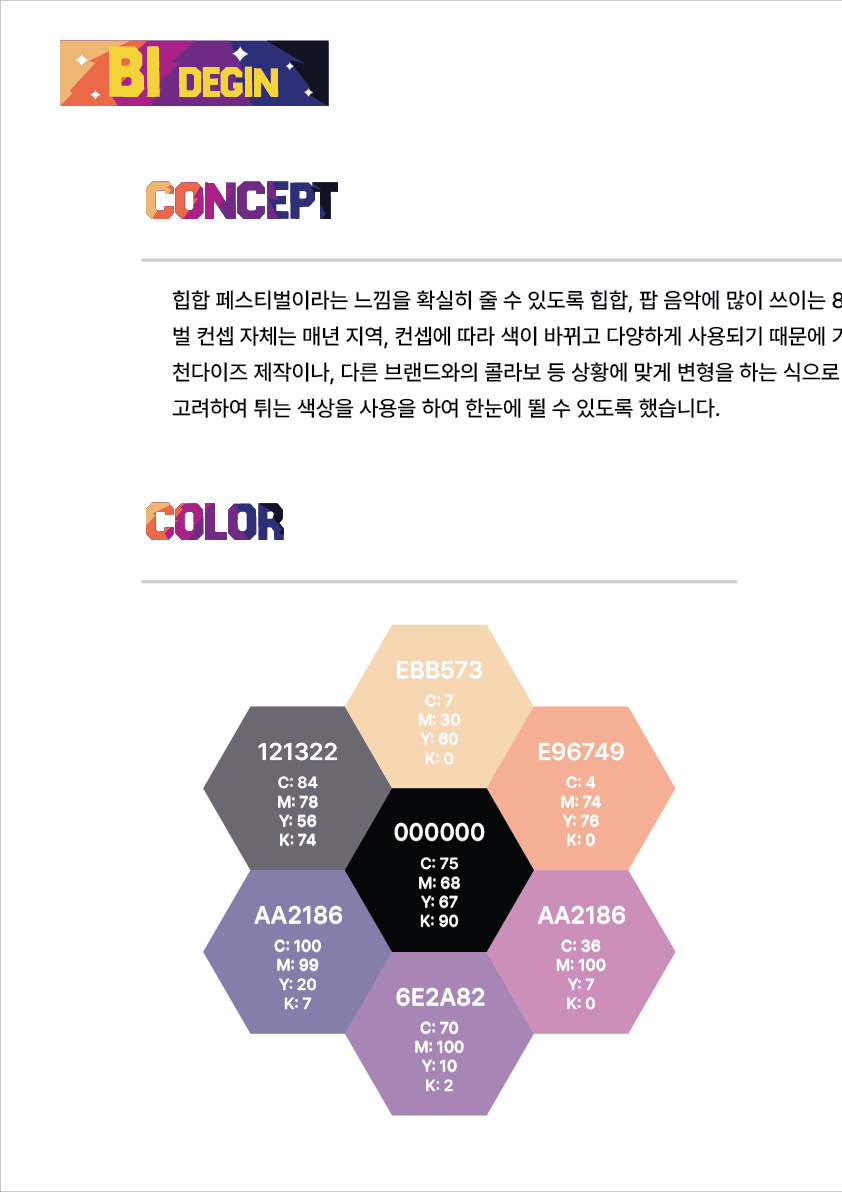 BI DEGIN
CONCEPT
힙합 페스티벌이라는 느낌을 확실히 줄 수 있도록 힙합, 팝 음악에 많이 쓰이는 8
벌 컨셉 자체는 매년 지역, 컨셉에 따라 색이 바뀌고 다양하게 사용되기 때문에
천다이즈 제작이나, 다른 브랜드와의 콜라보 등 상황에 맞게 변형을 하는 식으로
고려하여 튀는 색상을 사용을 하여 한눈에 뛸 수 있도록 했습니다.
COLOR
EBB573
C: 7
M: 30
Y: 60
K: 0
121322
C: 84
M: 78
Y: 56
K: 74
E96749
C: 4
M: 74
Y: 76
K: 0
000000
C: 75
M: 68
Y: 67
K: 90
AA2186
C: 100
M: 99
Y: 20
K: 7
AA2186
C: 36
M: 100
Y: 7
K: 0
6E2A82
C: 70
M: 100
Y: 10
K: 2